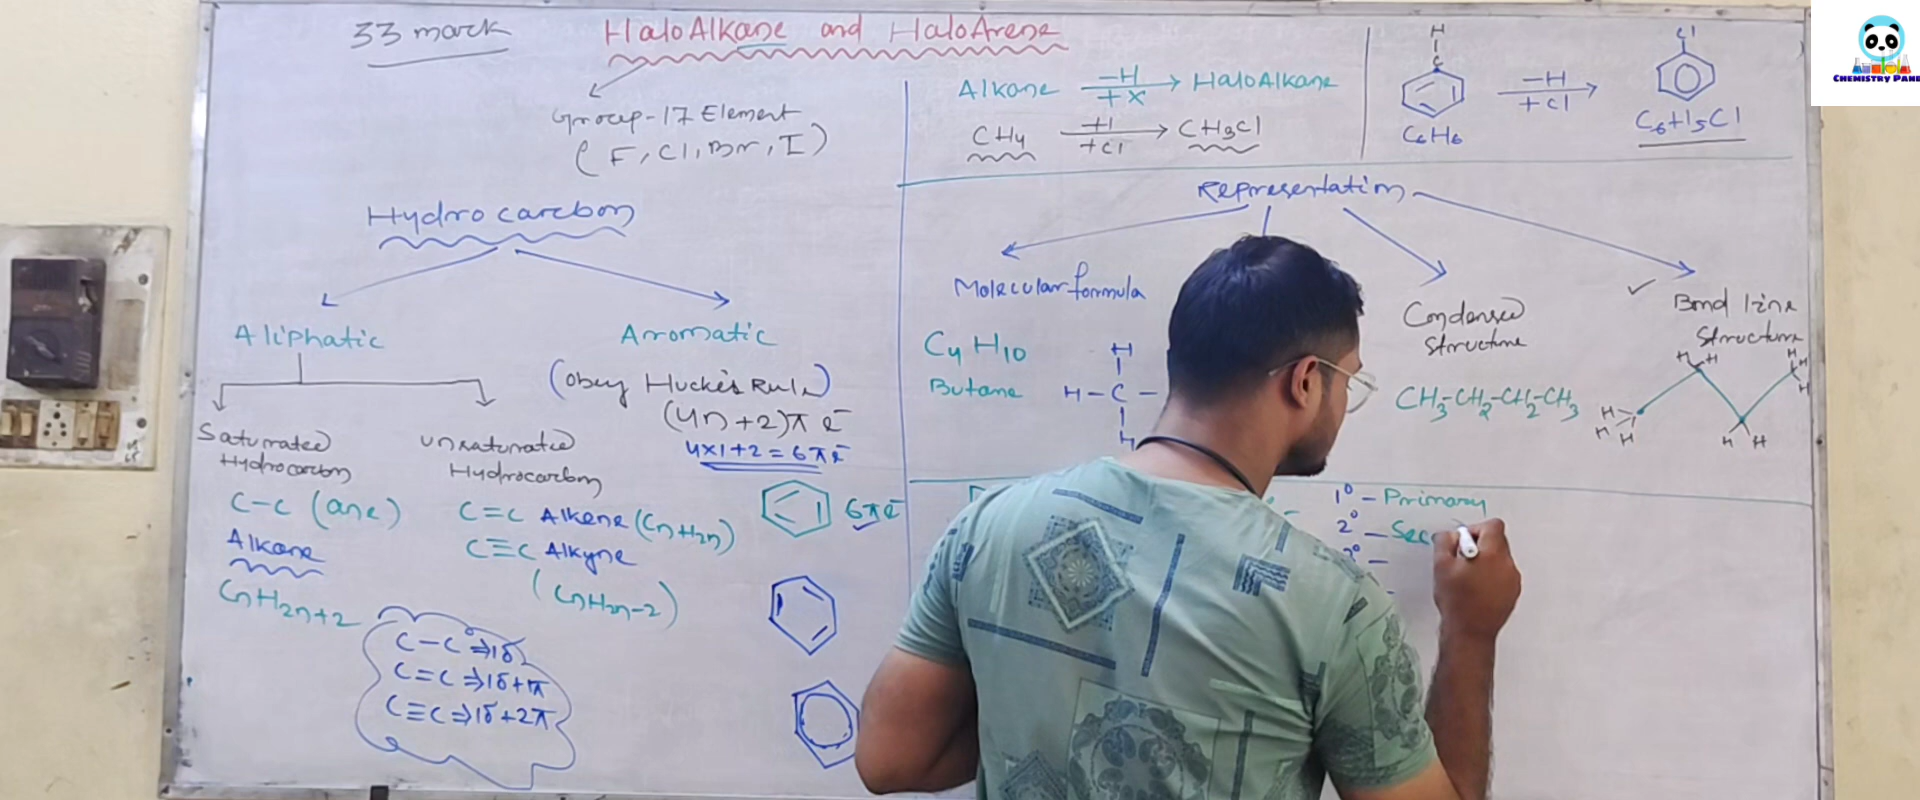 33 mark
HaloAlkane and HaloArene
Group-17 Element
(F, Cl, Br, I)
Hydrocarbon
Aliphatic
Saturated
Hydrocarbon
C-C (ane)
Alkane
CnH2n+2
unsaturated
Hydrocarbon
C=C Alkene (CnH2n)
C≡C Alkyne
(CnH2n-2)
C-C ⇒ 1σ
C=C ⇒ 1σ+π
C≡C ⇒ 1σ+2π
Aromatic
(Obey Huckel's Rule)
(4n+2)π e⁻
4×1+2=6π e⁻
6π e⁻
Alkane -H +X → HaloAlkane
CH4 +H +Cl → CH3Cl
H
C
C6H6
-H
+Cl
Cl
C6H5Cl
CHEMISTRY PAND
Representation
Molecular formula
C4H10
Butane
H
H-C-
H
Condensed
Structure
CH3-CH2-CH2-CH3
✓ Bond line
Structure
H H H H H
H H H H H
1° - Primary
2° - Sec